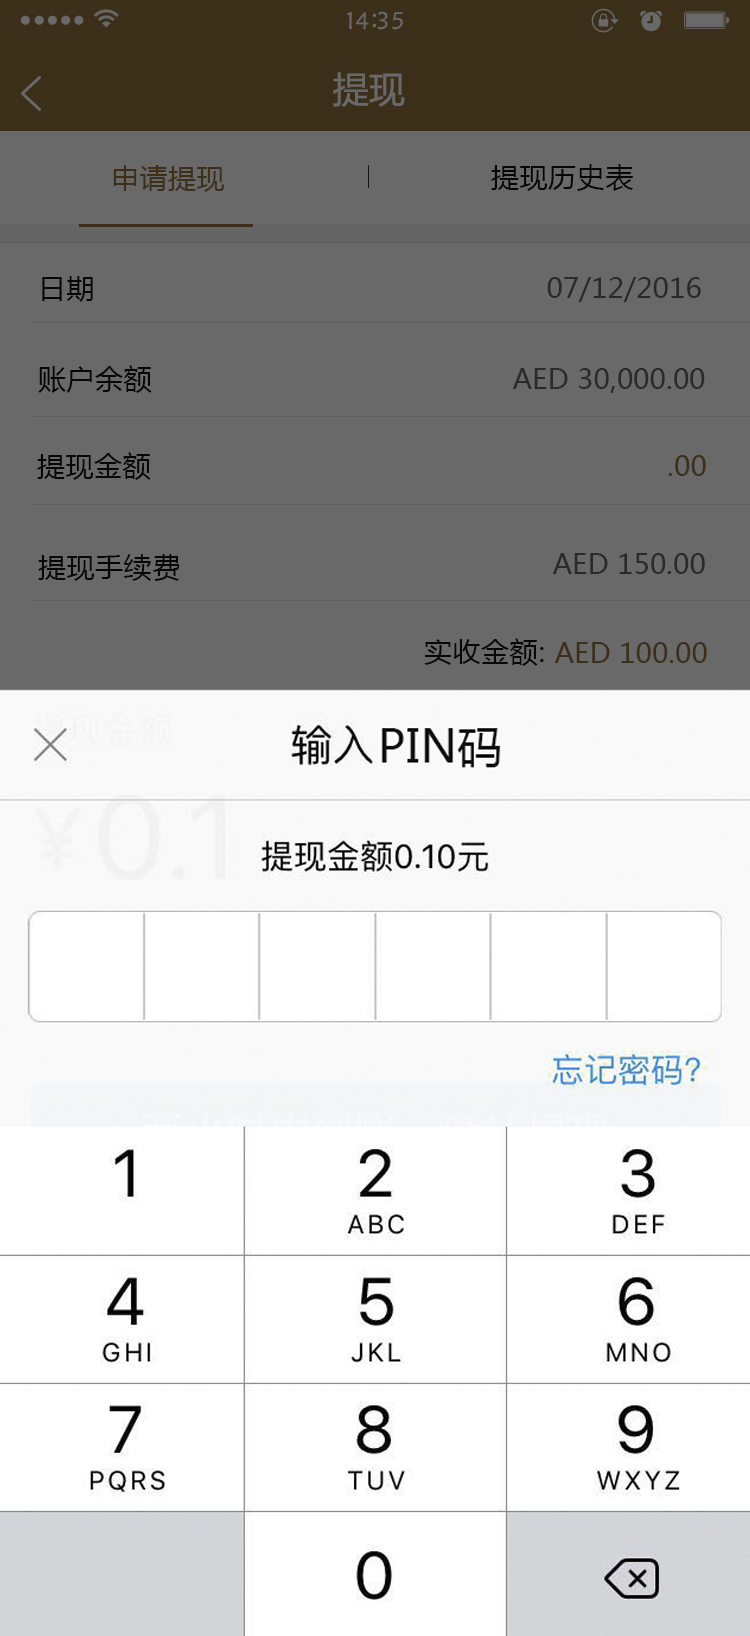 14:35
提现
申请提现 | 提现历史表
日期 07/12/2016
账户余额 AED 30,000.00
提现金额 .00
提现手续费 AED 150.00
实收金额: AED 100.00
提现金额
输入PIN码
¥0.1
提现金额0.10元
忘记密码?
1 2 3
ABC DEF
4 5 6
GHI JKL MNO
7 8 9
PQRS TUV WXYZ
0